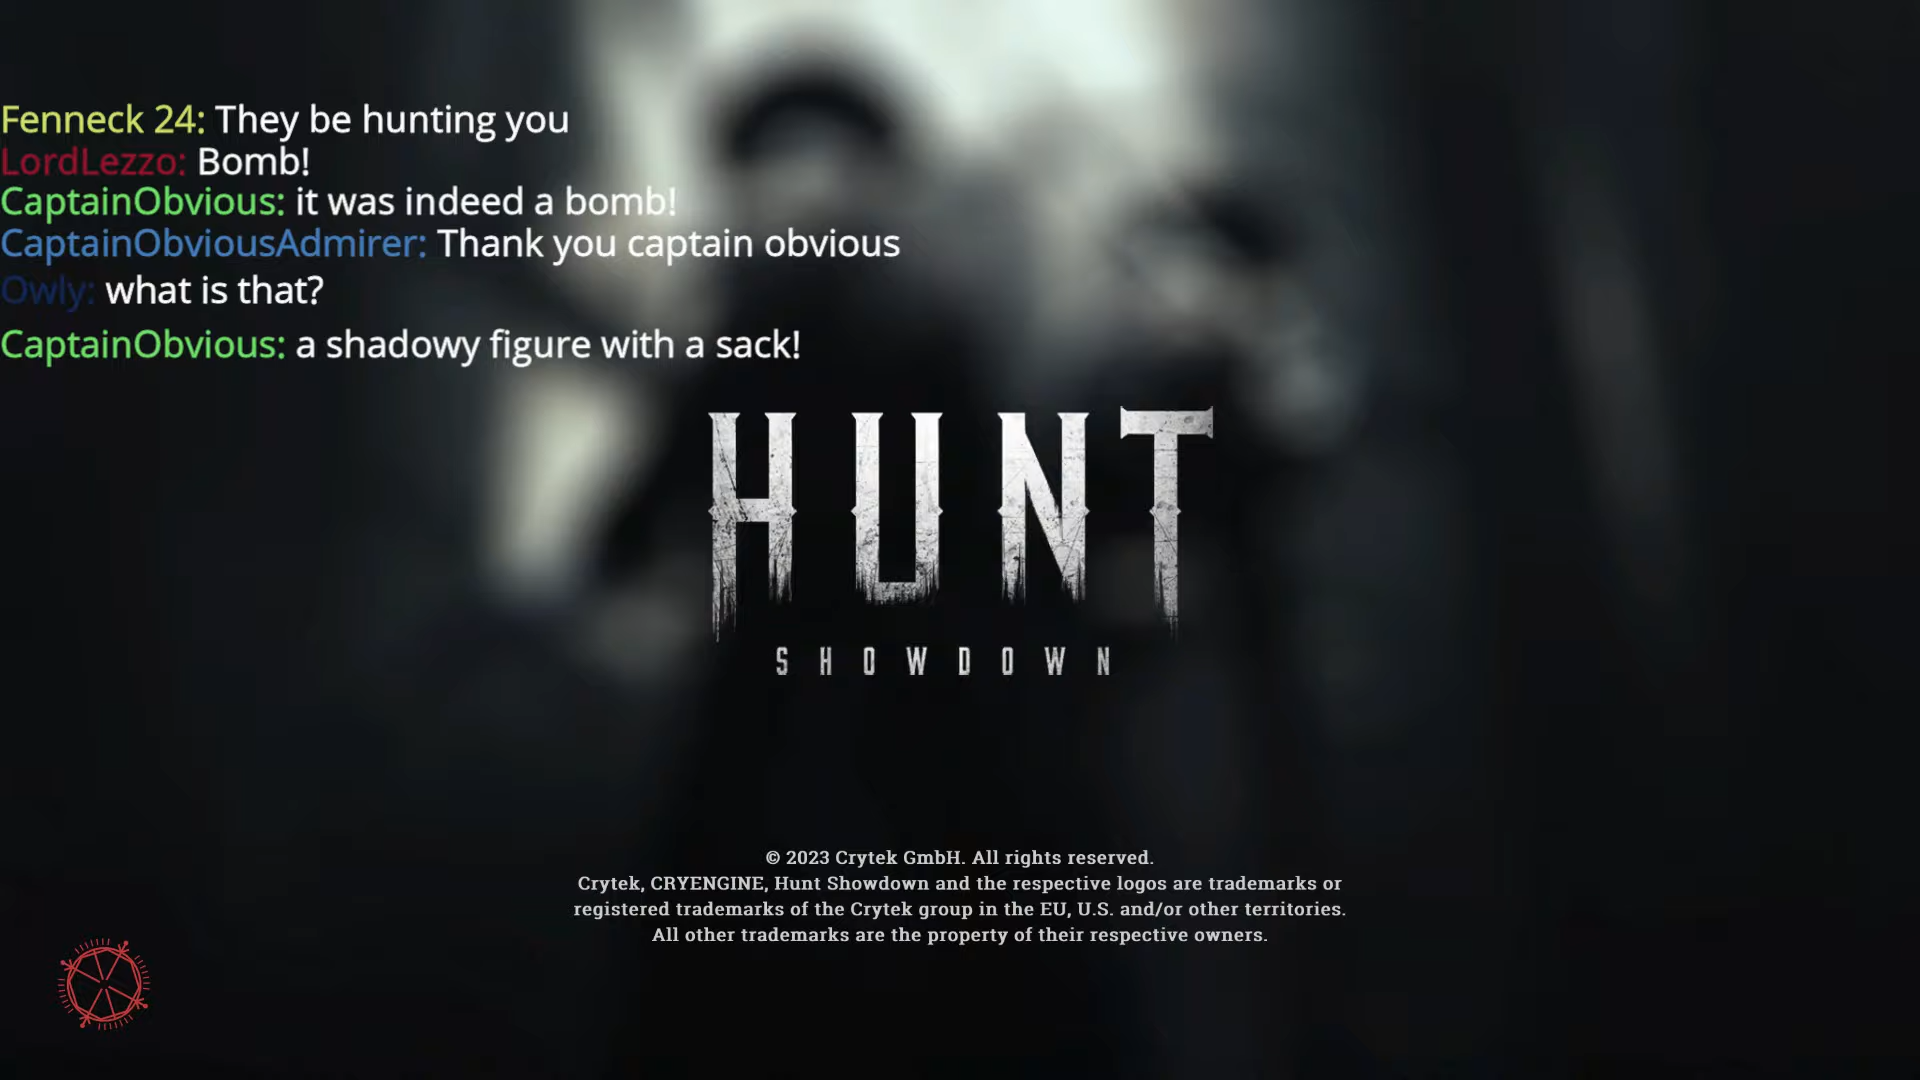 Fenneck 24: They be hunting you
LordLezzo: Bomb!
CaptainObvious: it was indeed a bomb!
CaptainObviousAdmirer: Thank you captain obvious
Owly: what is that?
CaptainObvious: a shadowy figure with a sack!
HUNT
SHOWDOWN
© 2023 Crytek GmbH. All rights reserved.
Crytek, CRYENGINE, Hunt Showdown and the respective logos are trademarks or
registered trademarks of the Crytek group in the EU, U.S. and/or other territories.
All other trademarks are the property of their respective owners.